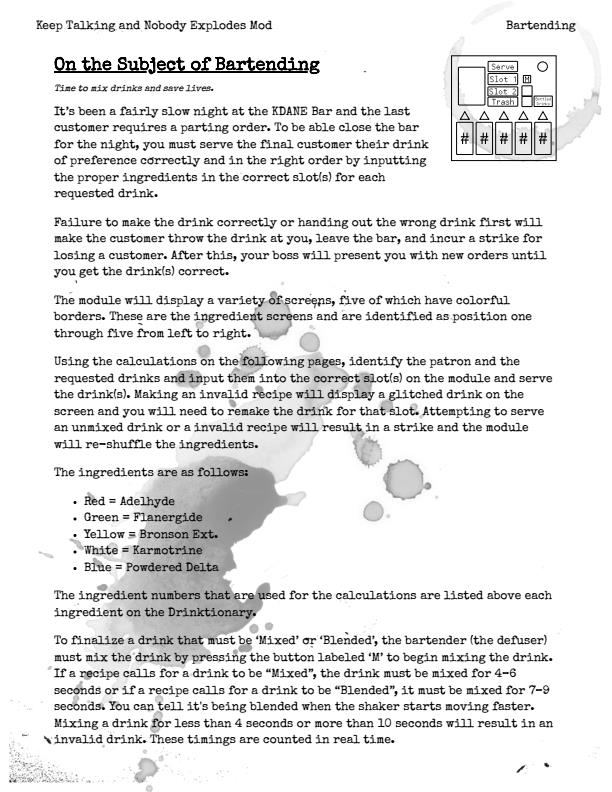 Keep Talking and Nobody Explodes Mod
Bartending
On the Subject of Bartending
Time to mix drinks and save lives.
Serve
Slot 1
M
Slot 2
Trash
# # # # #
It's been a fairly slow night at the KDANE Bar and the last
customer requires a parting order. To be able close the bar
for the night, you must serve the final customer their drink
of preference correctly and in the right order by inputting
the proper ingredients in the correct slot(s) for each
requested drink.
Failure to make the drink correctly or handing out the wrong drink first will
make the customer throw the drink at you, leave the bar, and incur a strike for
losing a customer. After this, your boss will present you with new orders until
you get the drink(s) correct.
The module will display a variety of screens, five of which have colorful
borders. These are the ingredient screens and are identified as position one
through five from left to right.
Using the calculations on the following pages, identify the patron and the
requested drinks and input them into the correct slot(s) on the module and serve
the drink(s). Making an invalid recipe will display a glitched drink on the
screen and you will need to remake the drink for that slot. Attempting to serve
an unmixed drink or a invalid recipe will result in a strike and the module
will re-shuffle the ingredients.
The ingredients are as follows:
• Red = Adelhyde
• Green = Flanergide
• Yellow = Bronson Ext.
• White = Karmotrine
• Blue = Powdered Delta
The ingredient numbers that are used for the calculations are listed above each
ingredient on the Drinktionary.
To finalize a drink that must be 'Mixed' or 'Blended', the bartender (the defuser)
must mix the drink by pressing the button labeled 'M' to begin mixing the drink.
If a recipe calls for a drink to be "Mixed", the drink must be mixed for 4-6
seconds or if a recipe calls for a drink to be "Blended", it must be mixed for 7-9
seconds. You can tell it's being blended when the shaker starts moving faster.
Mixing a drink for less than 4 seconds or more than 10 seconds will result in an
invalid drink. These timings are counted in real time.